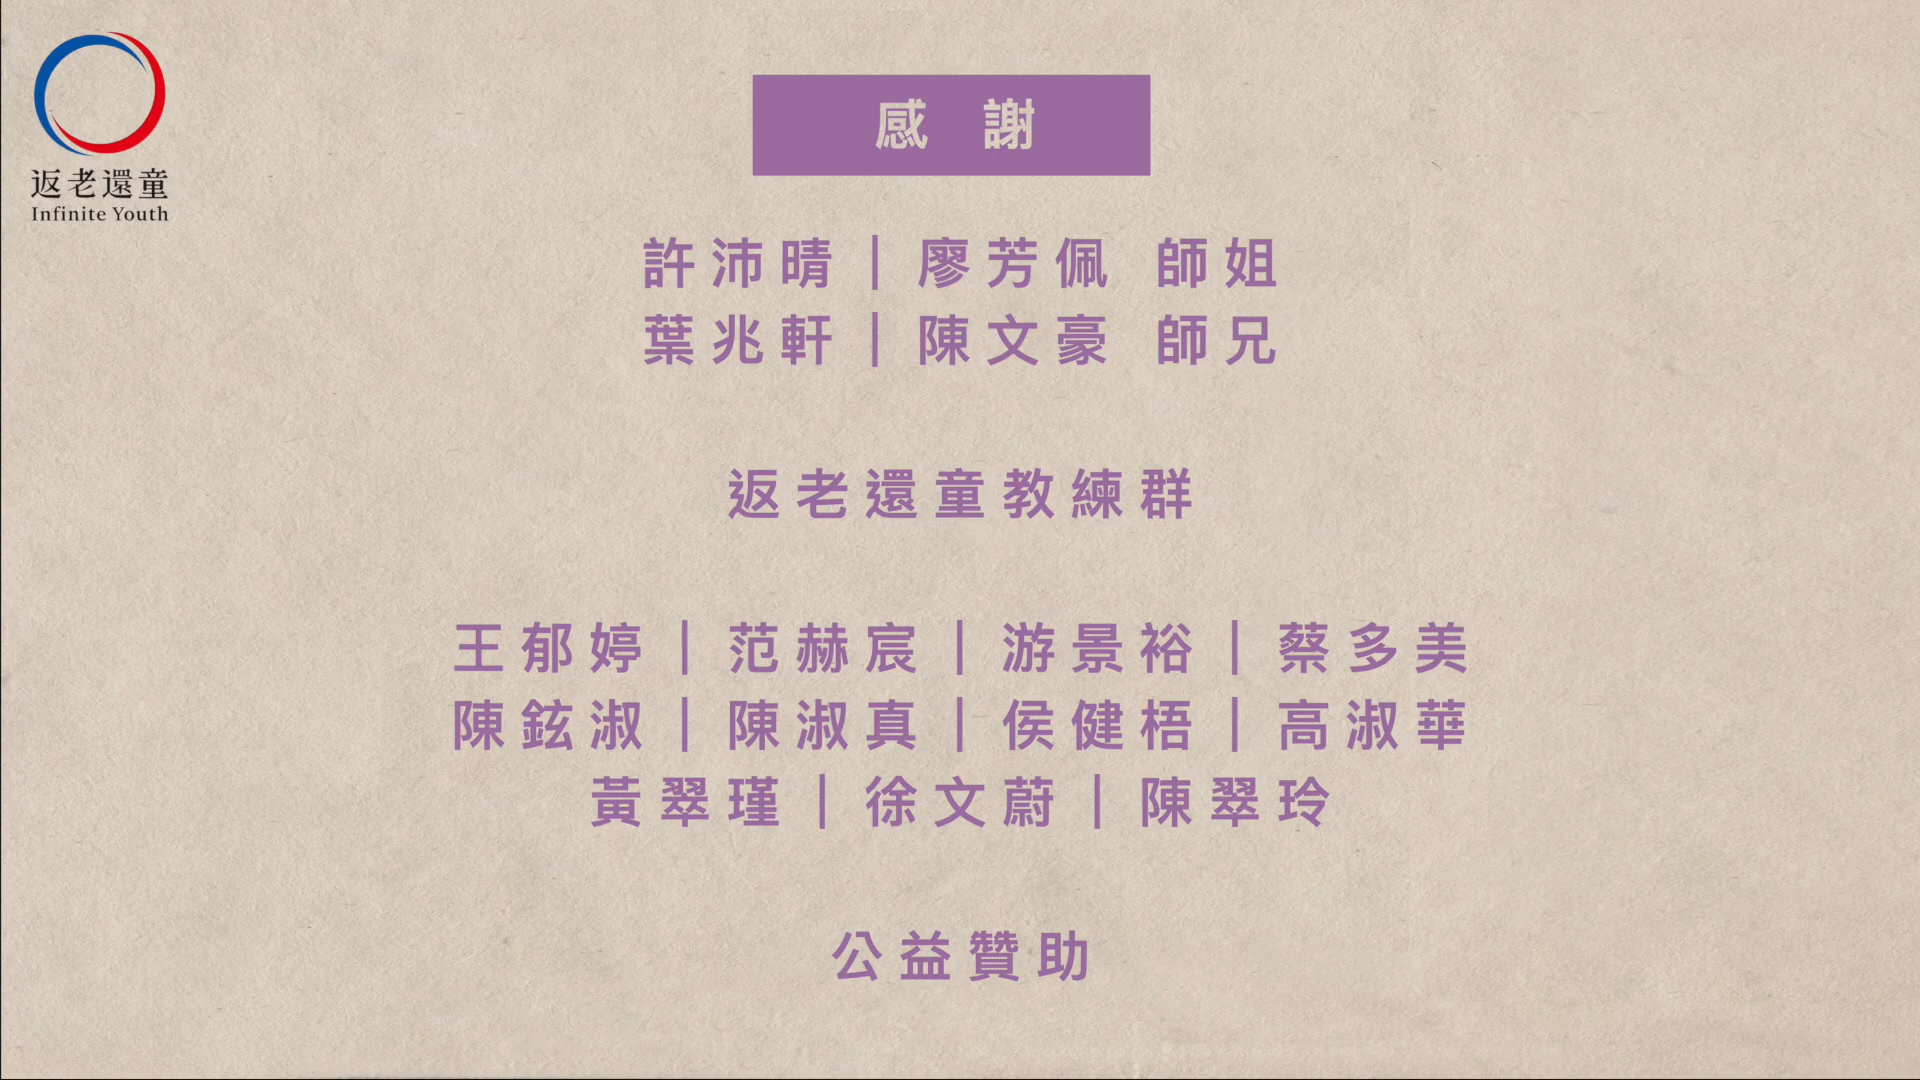 返老還童
Infinite Youth
感 謝
許沛晴｜廖芳佩 師姐
葉兆軒｜陳文豪 師兄
返老還童教練群
王郁婷｜范赫宸｜游景裕｜蔡多美
陳鉉淑｜陳淑真｜侯健梧｜高淑華
黃翠瑾｜徐文蔚｜陳翠玲
公益贊助